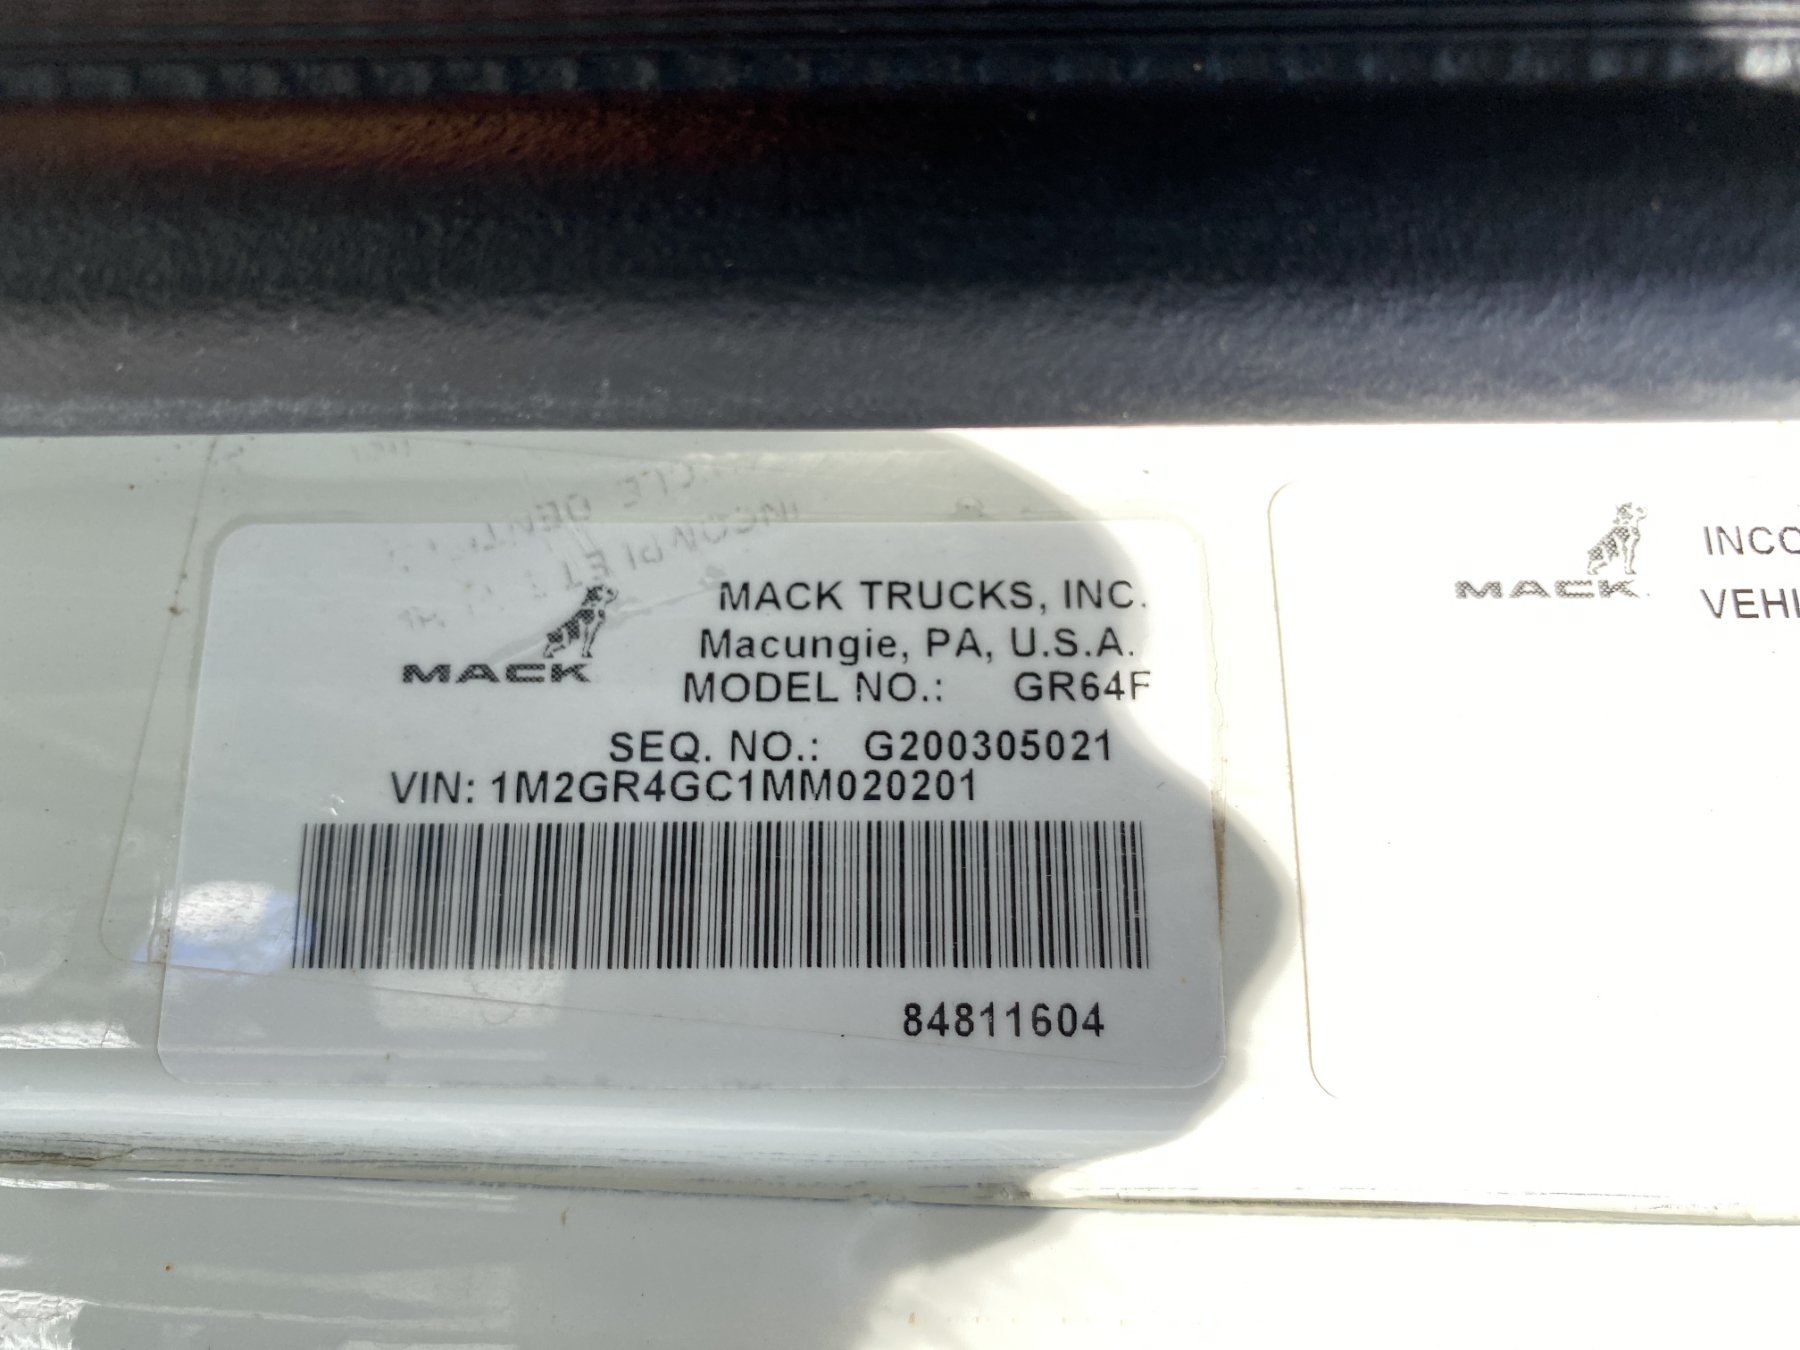 MACK TRUCKS, INC.
Macungie, PA, U.S.A.
MACK
MODEL NO.: GR64F
SEQ. NO.: G200305021
VIN: 1M2GR4GC1MM020201
84811604
MACK
INCO
VEHI